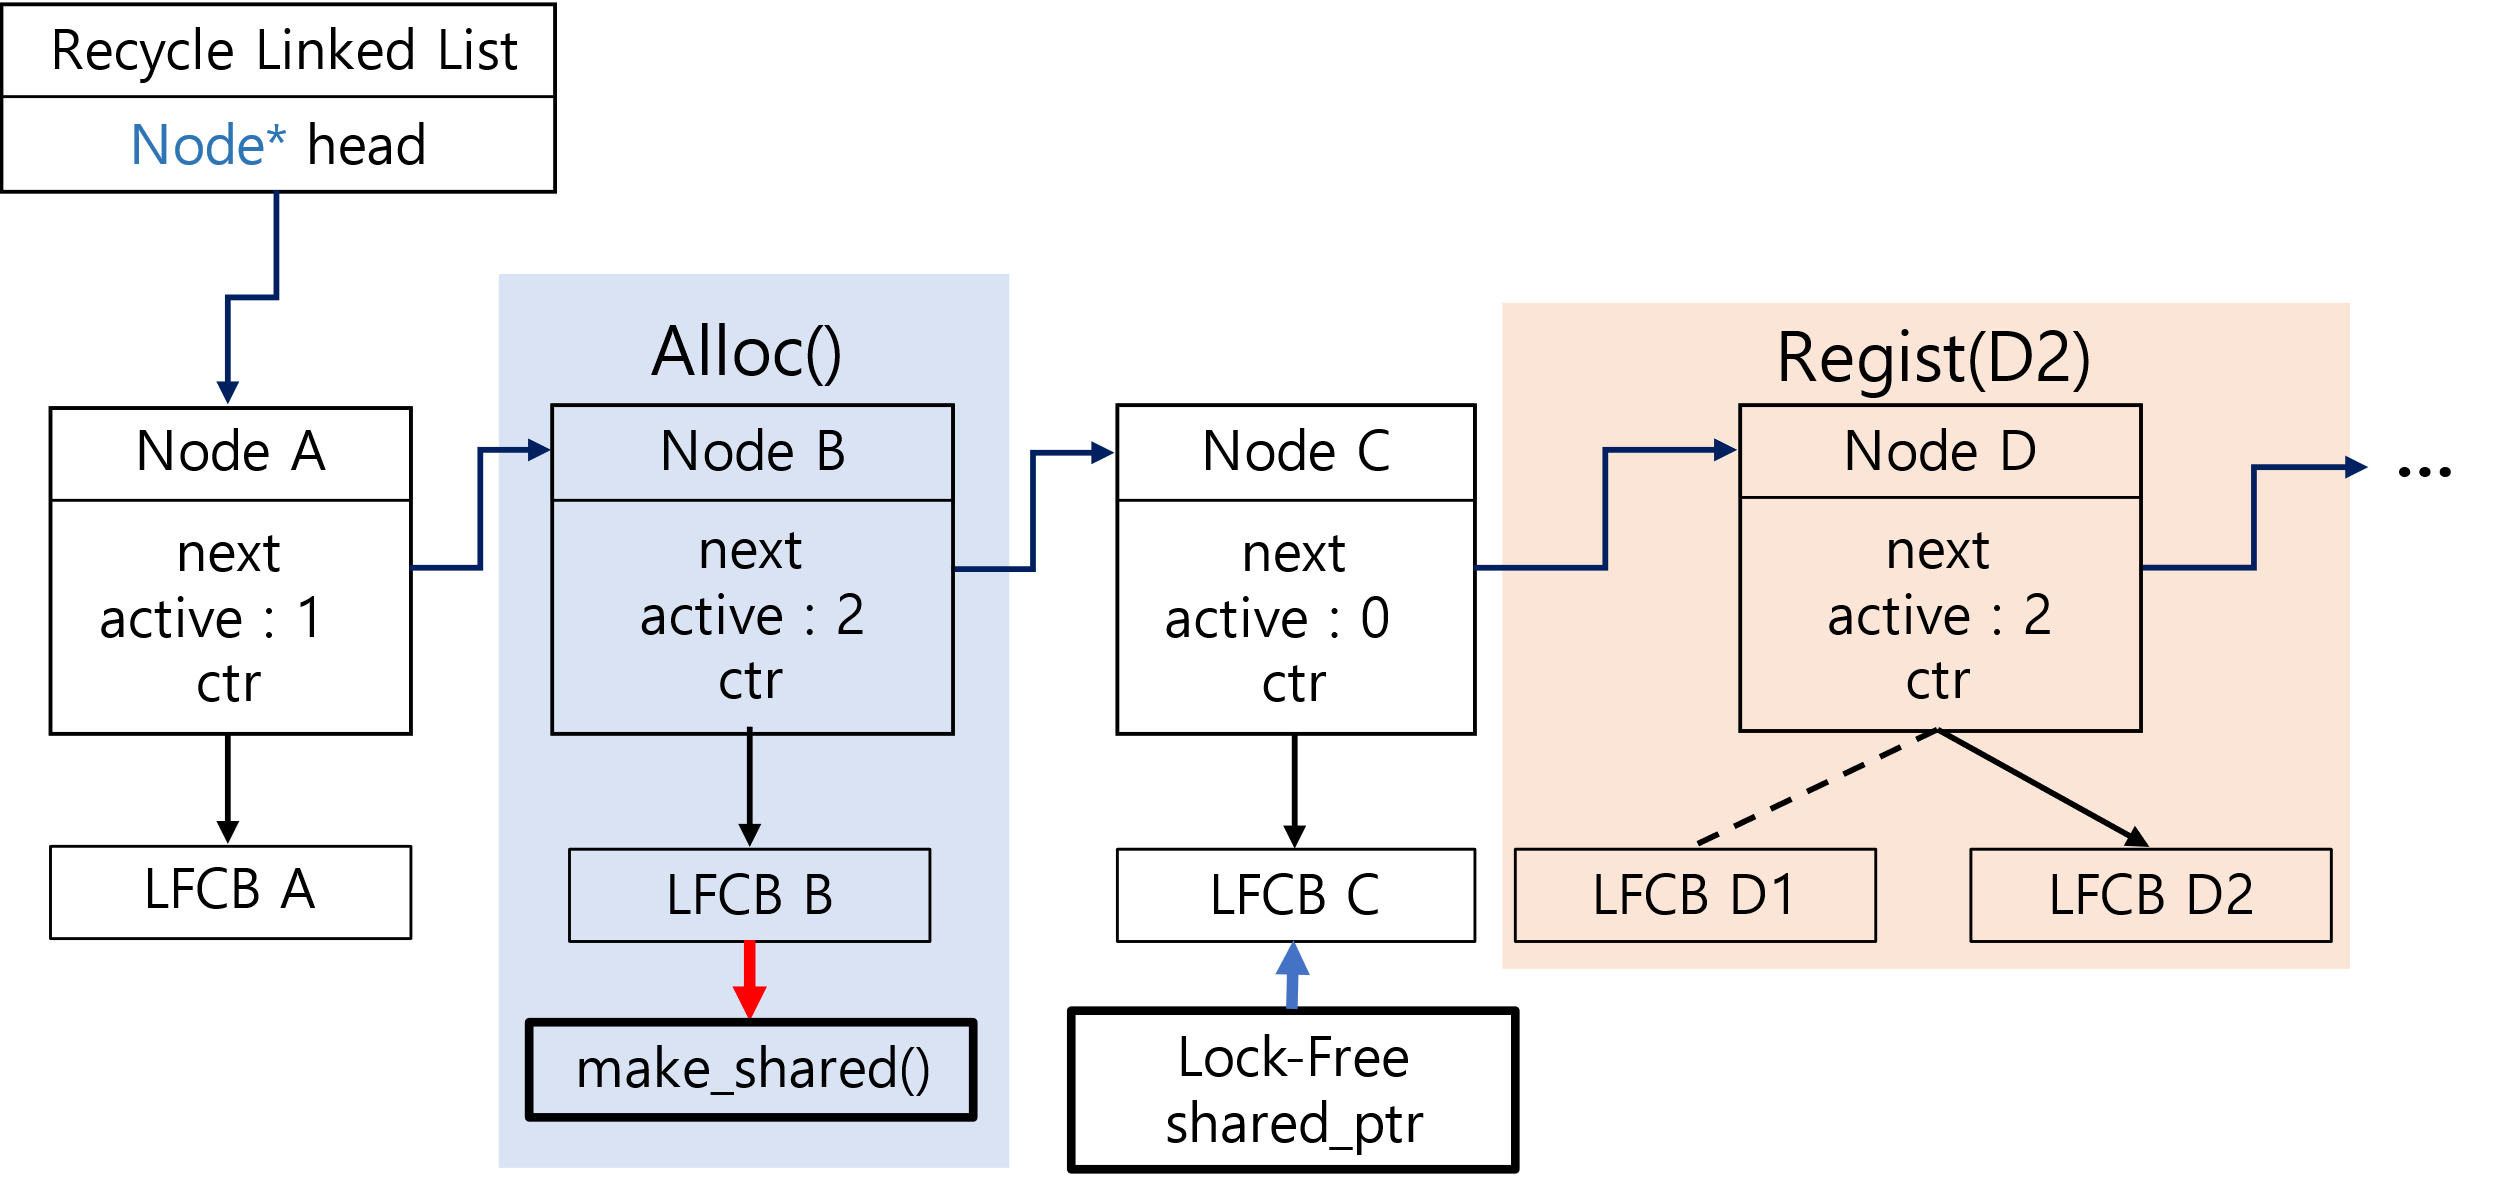 Recycle Linked List
Node* head
Alloc()
Regist(D2)
Node A
next
active : 1
ctr
Node B
next
active : 2
ctr
Node C
next
active : 0
ctr
Node D
next
active : 2
ctr
...
LFCB A
LFCB B
LFCB C
LFCB D1
LFCB D2
make_shared()
Lock-Free
shared_ptr